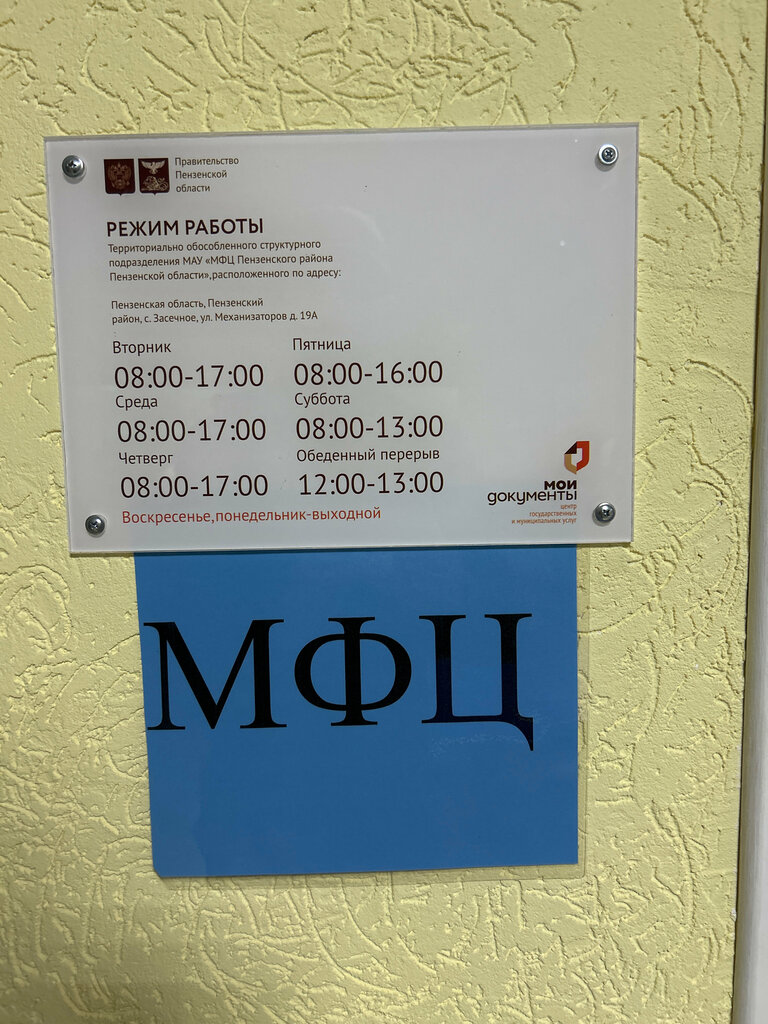 Правительство
Пензенской
области
РЕЖИМ РАБОТЫ
Территориально обособленного структурного
подразделения МАУ «МФЦ Пензенского района
Пензенской области»,расположенного по адресу:
Пензенская область, Пензенский
район, с. Засечное, ул. Механизаторов д. 19А
Вторник
08:00-17:00
Среда
08:00-17:00
Четверг
08:00-17:00
Пятница
08:00-16:00
Суббота
08:00-13:00
Обеденный перерыв
12:00-13:00
Воскресенье,понедельник-выходной
мои
документы
центр
государственных
и муниципальных услуг
МФЦ